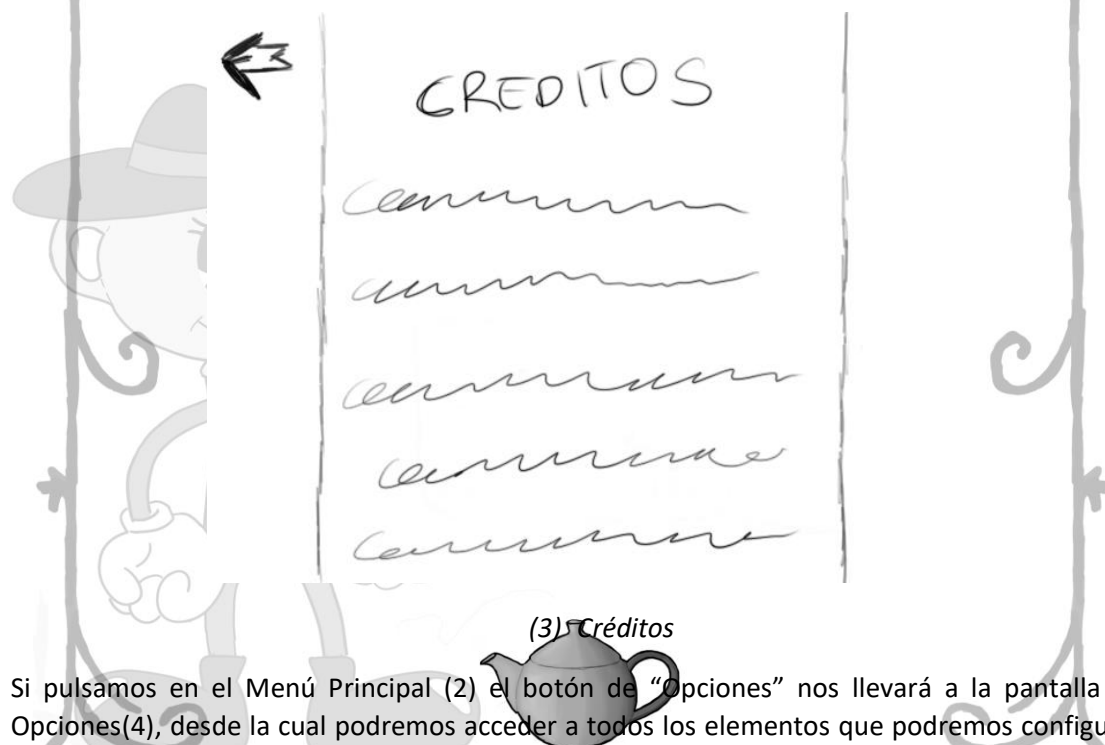 CREDITOS
(3) Créditos
Si pulsamos en el Menú Principal (2) el botón de “Opciones” nos llevará a la pantalla
Opciones(4), desde la cual podremos acceder a todos los elementos que podremos configu